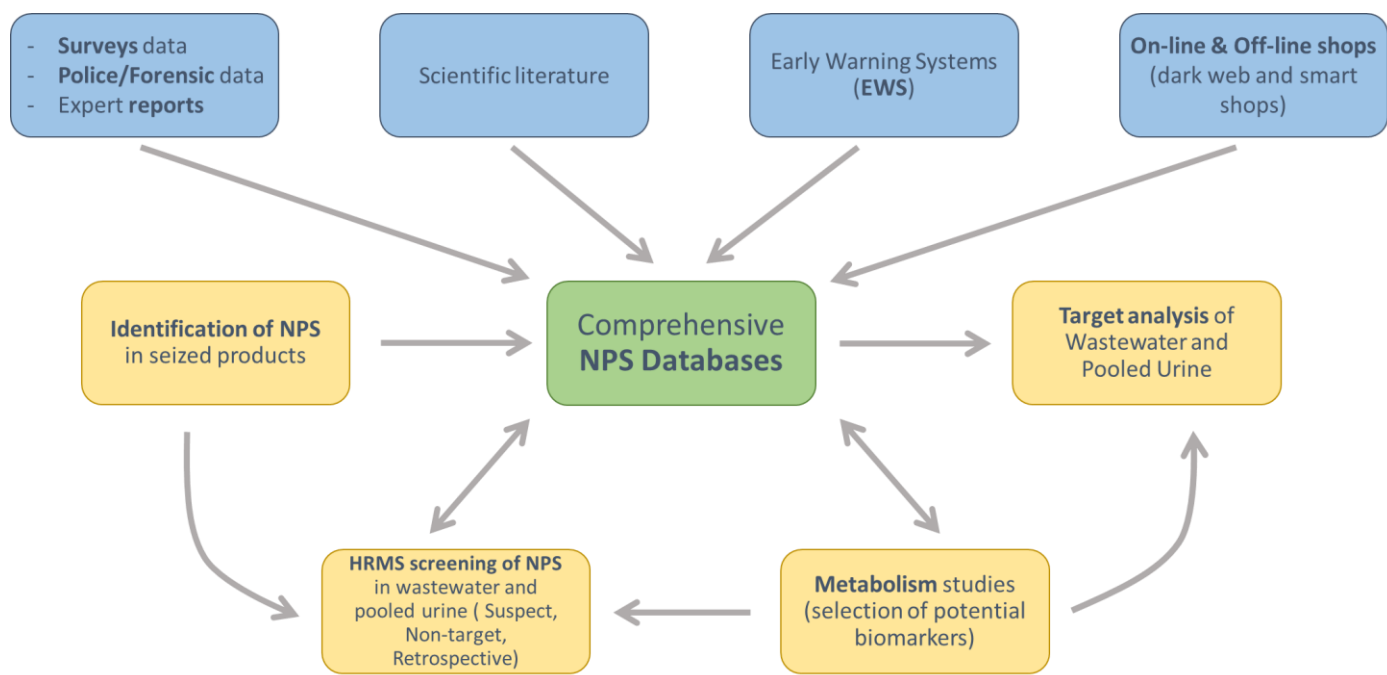 - Surveys data
- Police/Forensic data
- Expert reports
Scientific literature
Early Warning Systems
(EWS)
On-line & Off-line shops
(dark web and smart
shops)
Identification of NPS
in seized products
Comprehensive
NPS Databases
Target analysis of
Wastewater and
Pooled Urine
HRMS screening of NPS
in wastewater and
pooled urine ( Suspect,
Non-target,
Retrospective)
Metabolism studies
(selection of potential
biomarkers)